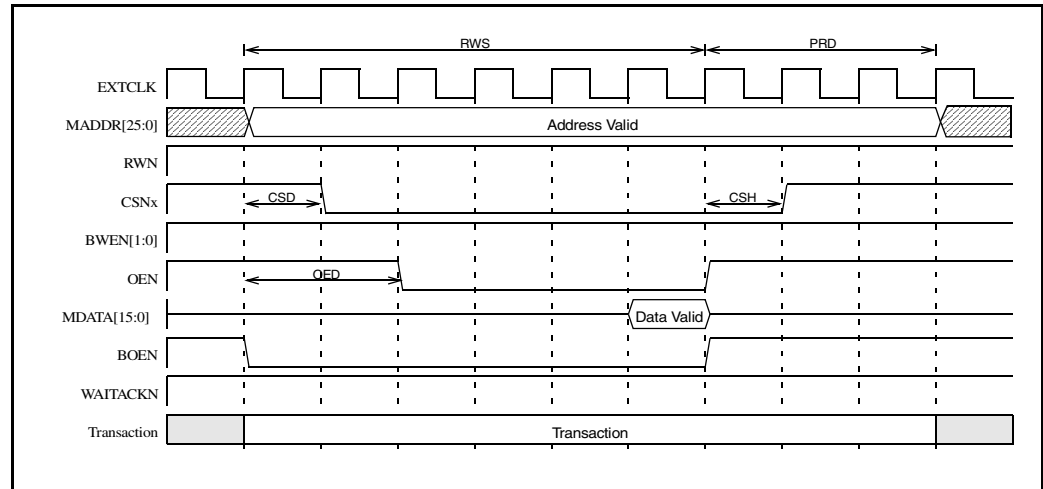 RWS PRD
EXTCLK
MADDR[25:0] Address Valid
RWN
CSNx CSD CSH
BWEN[1:0]
OEN OED
MDATA[15:0] Data Valid
BOEN
WAITACKN
Transaction Transaction